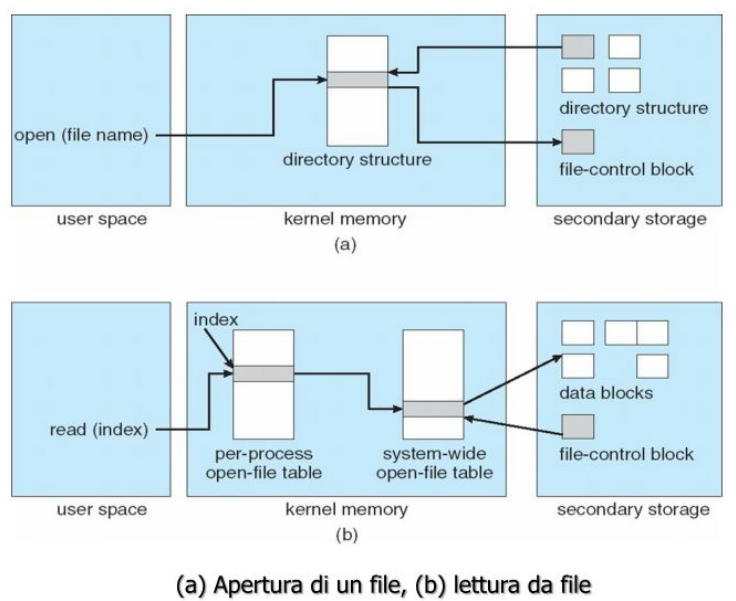 open (file name)
directory structure
directory structure
file-control block
user space
kernel memory
secondary storage
(a)
index
read (index)
per-process
open-file table
system-wide
open-file table
data blocks
file-control block
user space
kernel memory
secondary storage
(b)
(a) Apertura di un file, (b) lettura da file